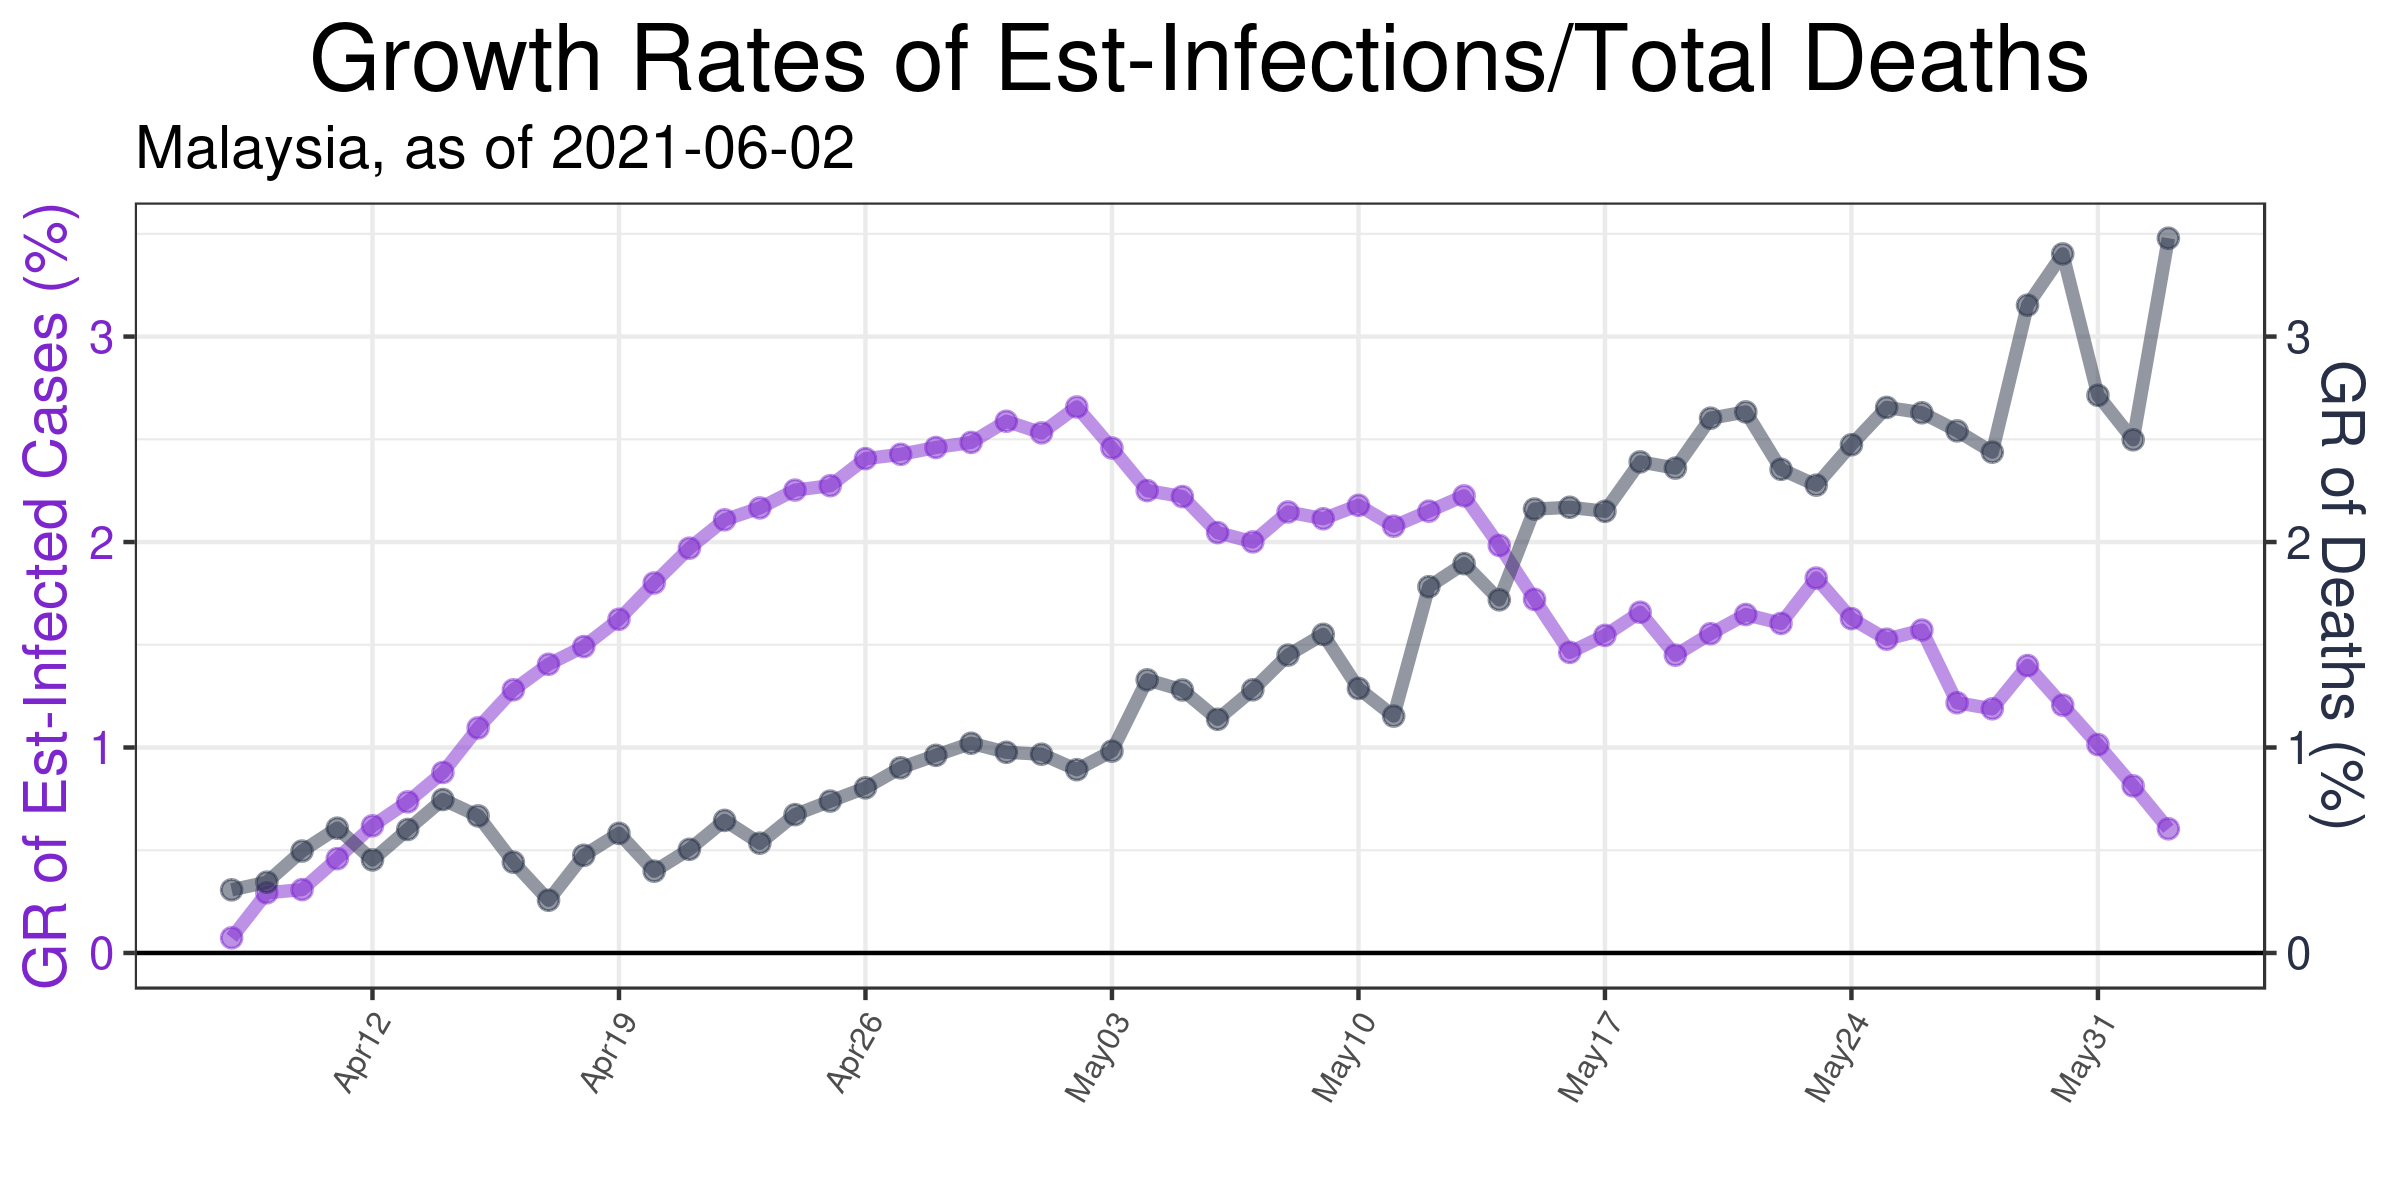 Growth Rates of Est-Infections/Total Deaths
Malaysia, as of 2021-06-02
GR of Est-Infected Cases (%)
3
2
1
0
3
2
1
0
GR of Deaths (%)
Apr12
Apr19
Apr26
May03
May10
May17
May24
May31